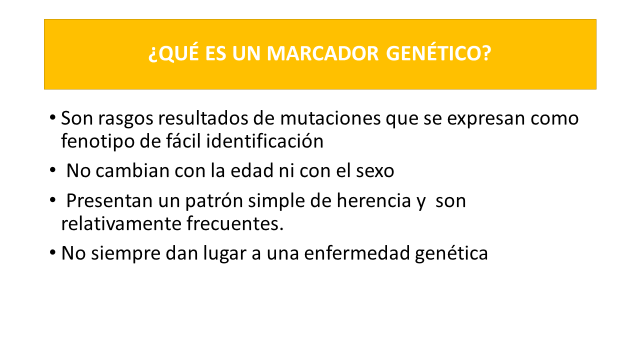 ¿QUÉ ES UN MARCADOR GENÉTICO?
• Son rasgos resultados de mutaciones que se expresan como
fenotipo de fácil identificación
• No cambian con la edad ni con el sexo
• Presentan un patrón simple de herencia y son
relativamente frecuentes.
• No siempre dan lugar a una enfermedad genética